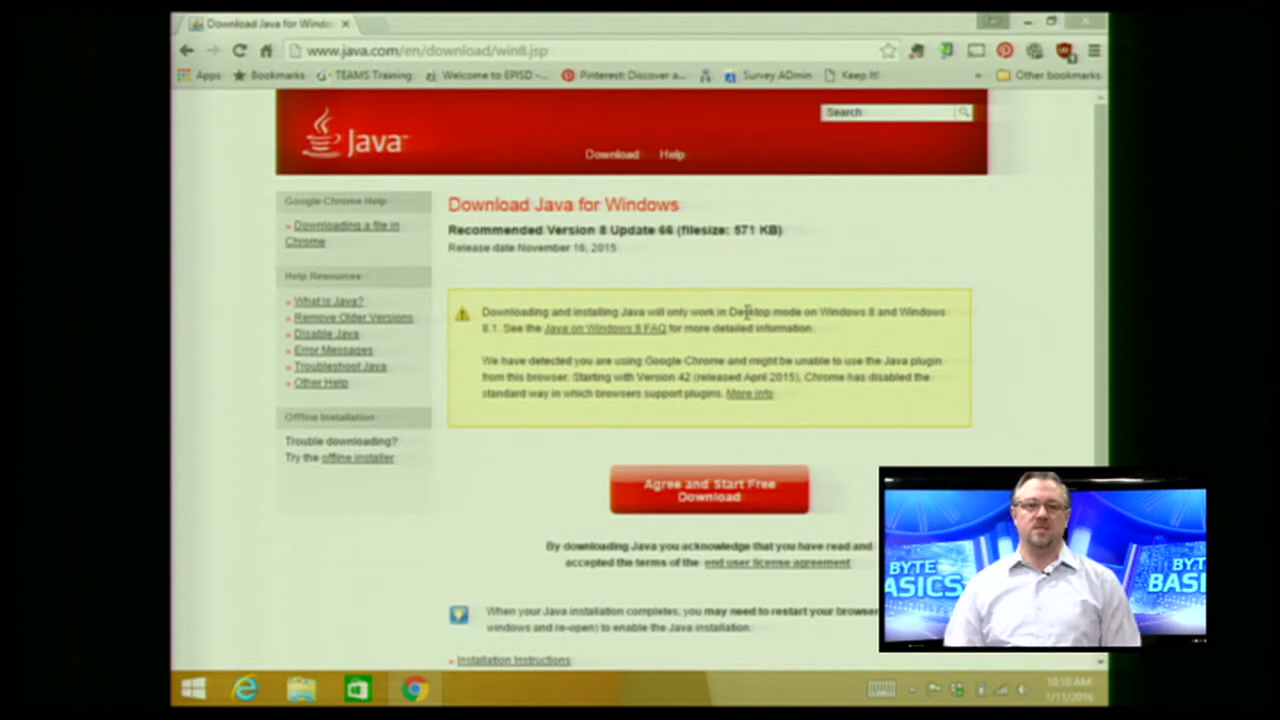 Download Java for Windo
www.java.com/en/download/win8.jsp
Apps Bookmarks TEAMS Training Welcome to EPISD -... Pinterest: Discover a... Survey ADmin Keep It! » Other bookmarks
Java
Search
Download Help
Google Chrome Help
» Downloading a file in
Chrome
Help Resources
» What is Java?
» Remove Older Versions
» Disable Java
» Error Messages
» Troubleshoot Java
» Other Help
Offline Installation
Trouble downloading?
Try the offline installer
Download Java for Windows
Recommended Version 8 Update 66 (filesize: 571 KB)
Release date November 16, 2015
Downloading and installing Java will only work in Desktop mode on Windows 8 and Windows
8.1. See the Java on Windows 8 FAQ for more detailed information.
We have detected you are using Google Chrome and might be unable to use the Java plugin
from this browser. Starting with Version 42 (released April 2015), Chrome has disabled the
standard way in which browsers support plugins. More info
Agree and Start Free
Download
By downloading Java you acknowledge that you have read and
accepted the terms of the end user license agreement
When your Java installation completes, you may need to restart your browser
windows and re-open) to enable the Java installation.
» Installation Instructions
BYTE
BASICS
BYT
BASI
10:10 AM
1/11/2016